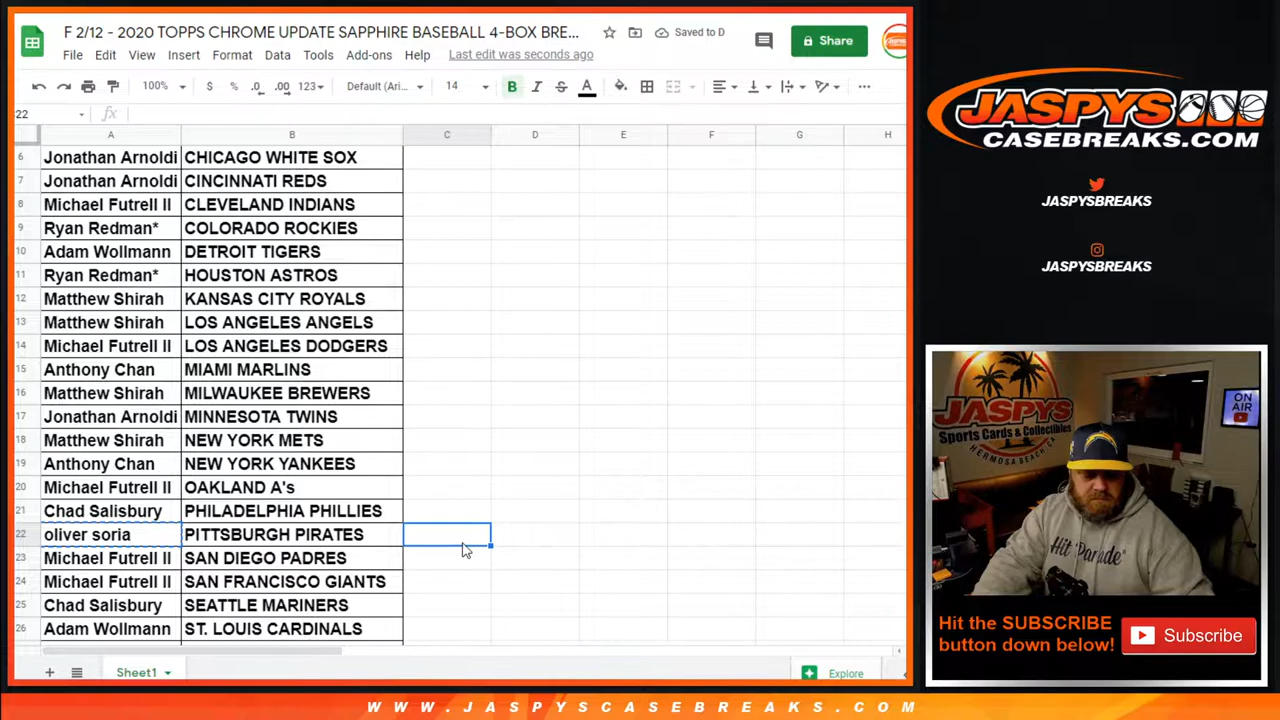 F 2/12 - 2020 TOPPS CHROME UPDATE SAPPHIRE BASEBALL 4-BOX BRE...
Saved to D
Share
File Edit View Insert Format Data Tools Add-ons Help Last edit was seconds ago
100% $ % .0 .00 123 Default (Ari... 14 B I S A
22 fx
A B C D E F G H
6 Jonathan Arnoldi CHICAGO WHITE SOX
7 Jonathan Arnoldi CINCINNATI REDS
8 Michael Futrell II CLEVELAND INDIANS
9 Ryan Redman* COLORADO ROCKIES
10 Adam Wollmann DETROIT TIGERS
11 Ryan Redman* HOUSTON ASTROS
12 Matthew Shirah KANSAS CITY ROYALS
13 Matthew Shirah LOS ANGELES ANGELS
14 Michael Futrell II LOS ANGELES DODGERS
15 Anthony Chan MIAMI MARLINS
16 Matthew Shirah MILWAUKEE BREWERS
17 Jonathan Arnoldi MINNESOTA TWINS
18 Matthew Shirah NEW YORK METS
19 Anthony Chan NEW YORK YANKEES
20 Michael Futrell II OAKLAND A's
21 Chad Salisbury PHILADELPHIA PHILLIES
22 oliver soria PITTSBURGH PIRATES
23 Michael Futrell II SAN DIEGO PADRES
24 Michael Futrell II SAN FRANCISCO GIANTS
25 Chad Salisbury SEATTLE MARINERS
26 Adam Wollmann ST. LOUIS CARDINALS
Sheet1
Explore
JASPYS
CASEBREAKS.COM
JASPYSBREAKS
JASPYSBREAKS
JASPYS
Sports Cards & Collectibles
HERMOSA BEACH, CA
ON
AIR
Hit Parade
Hit the SUBSCRIBE
button down below!
Subscribe
WWW.JASPYSCASEBREAKS.COM